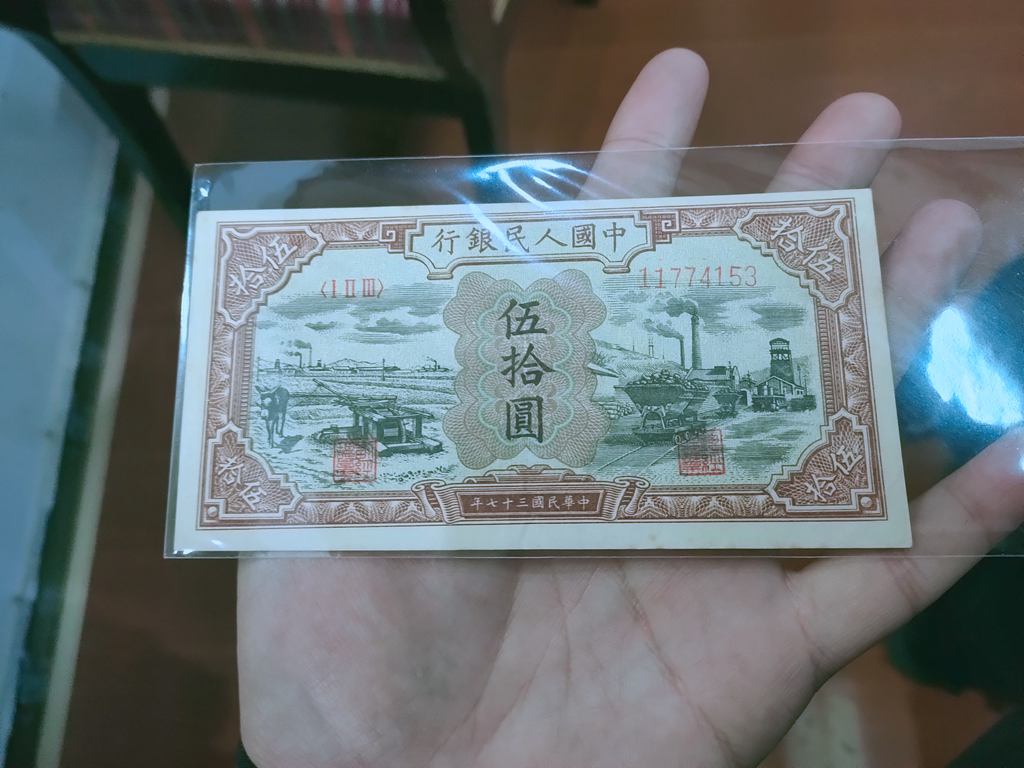 中國人民銀行
伍拾
伍拾
〈I II III〉
11774153
伍拾圓
伍拾
伍拾
中華民國三十七年